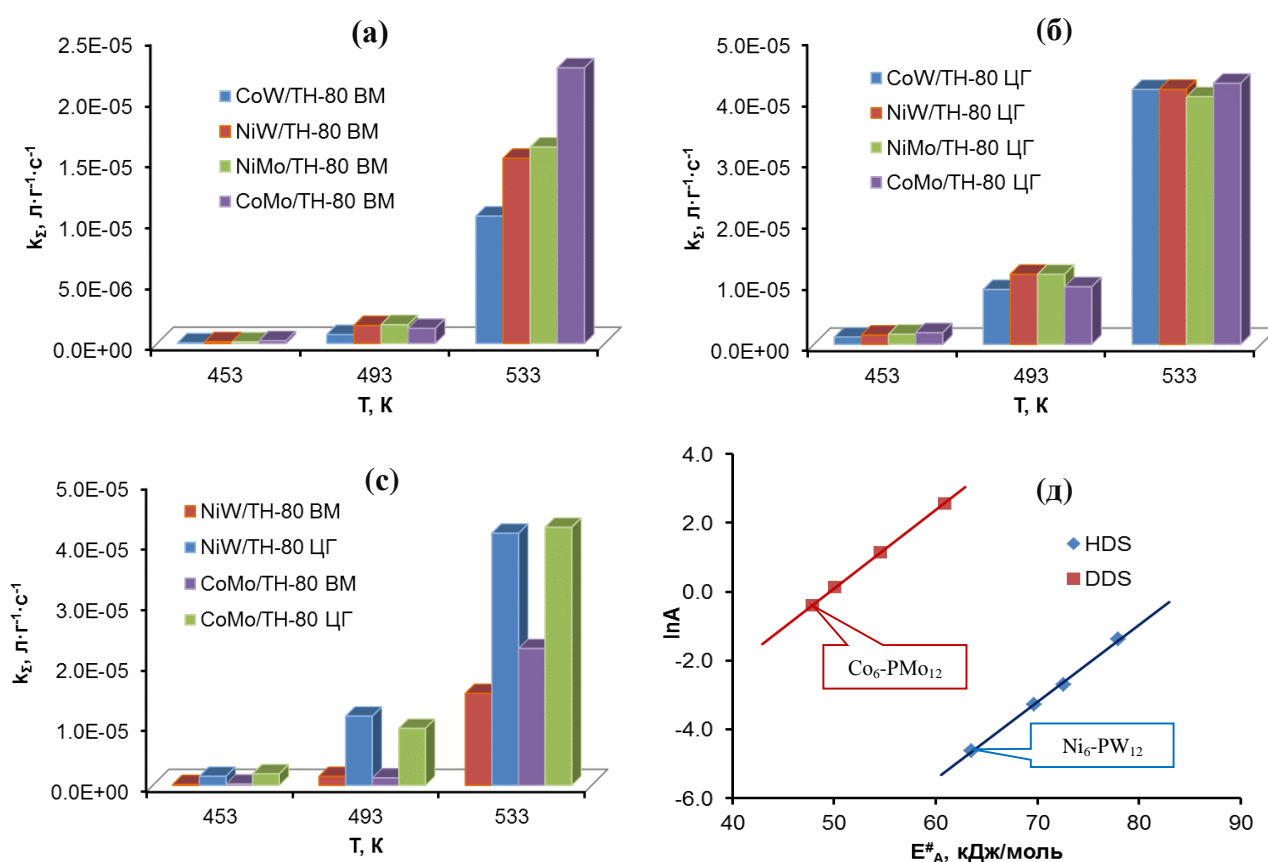 (а)
2.5E-05
2.0E-05
1.5E-05
1.0E-05
5.0E-06
0.0E+00
kΣ, л·г⁻¹·с⁻¹
CoW/TH-80 ВМ
NiW/TH-80 ВМ
NiMo/TH-80 ВМ
CoMo/TH-80 ВМ
453 493 533
T, К
(б)
5.0E-05
4.0E-05
3.0E-05
2.0E-05
1.0E-05
0.0E+00
kΣ, л·г⁻¹·с⁻¹
CoW/TH-80 ЦГ
NiW/TH-80 ЦГ
NiMo/TH-80 ЦГ
CoMo/TH-80 ЦГ
453 493 533
T, К
(с)
5.0E-05
4.0E-05
3.0E-05
2.0E-05
1.0E-05
0.0E+00
kΣ, л·г⁻¹·с⁻¹
NiW/TH-80 ВМ
NiW/TH-80 ЦГ
CoMo/TH-80 ВМ
CoMo/TH-80 ЦГ
453 493 533
T, К
(д)
4.0
2.0
0.0
-2.0
-4.0
-6.0
lnA
HDS
DDS
Co₆-PMo₁₂
Ni₆-PW₁₂
40 50 60 70 80 90
E#A, кДж/моль